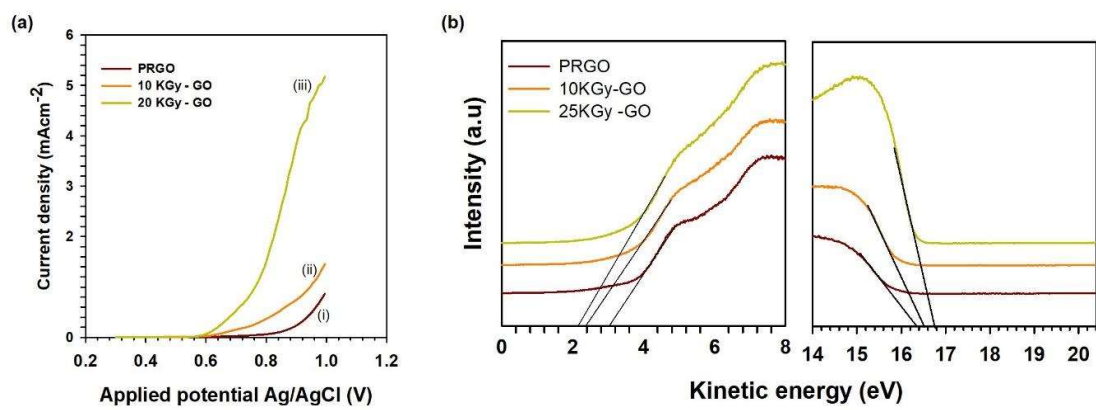 (a)
6
5
4
3
2
1
0
Current density (mAcm-2)
PRGO
10 KGy - GO
20 KGy - GO
(iii)
(ii)
(i)
0.2 0.4 0.6 0.8 1.0 1.2
Applied potential Ag/AgCl (V)
(b)
Intensity (a.u)
PRGO
10KGy-GO
25KGy -GO
0 2 4 6 8
14 15 16 17 18 19 20
Kinetic energy (eV)